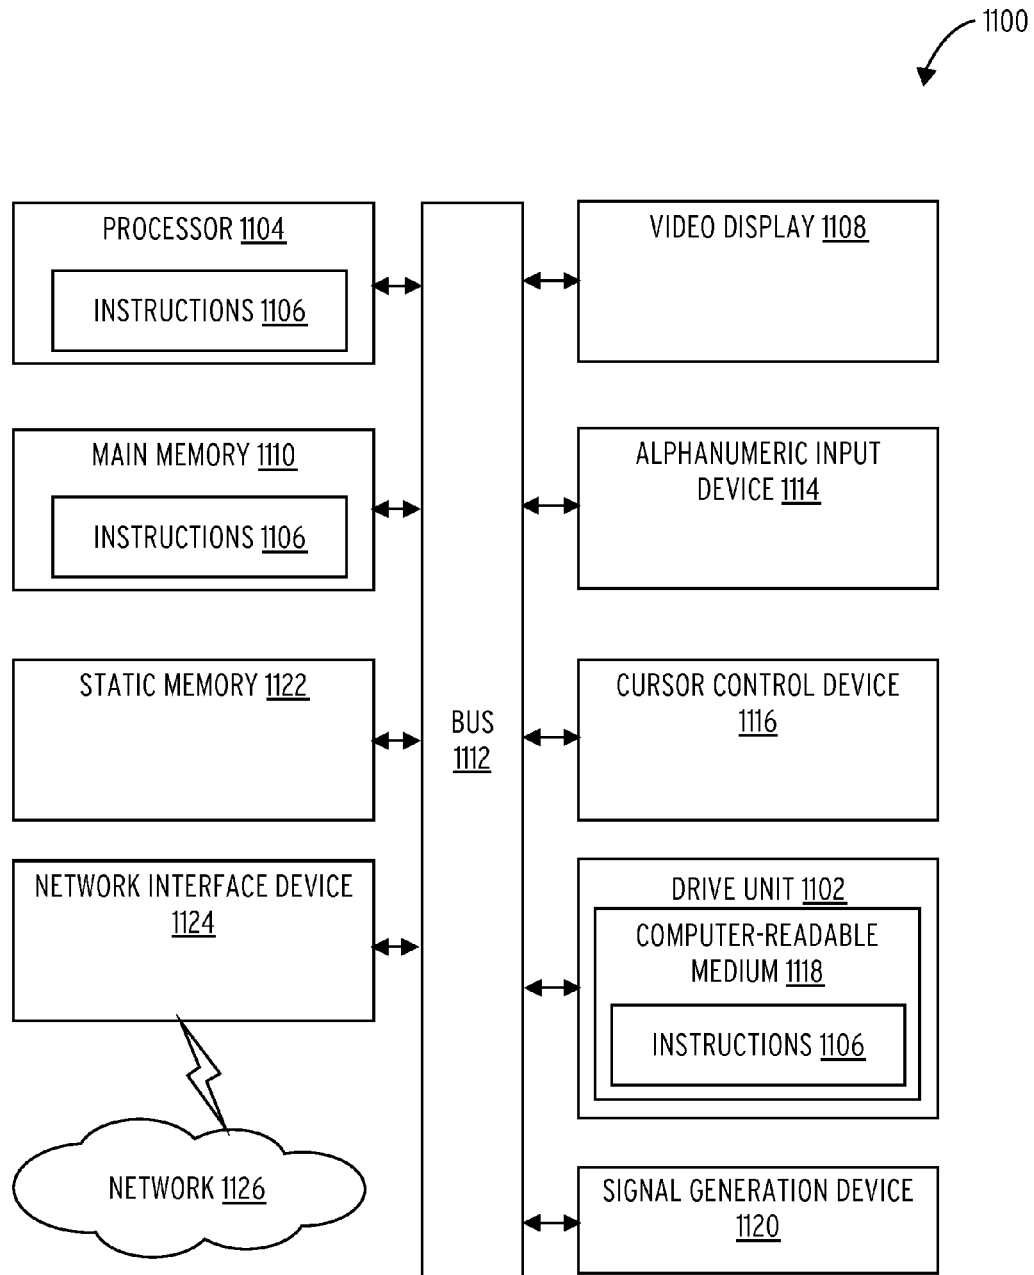 1100
PROCESSOR 1104
INSTRUCTIONS 1106
MAIN MEMORY 1110
INSTRUCTIONS 1106
STATIC MEMORY 1122
NETWORK INTERFACE DEVICE
1124
NETWORK 1126
BUS
1112
VIDEO DISPLAY 1108
ALPHANUMERIC INPUT
DEVICE 1114
CURSOR CONTROL DEVICE
1116
DRIVE UNIT 1102
COMPUTER-READABLE
MEDIUM 1118
INSTRUCTIONS 1106
SIGNAL GENERATION DEVICE
1120